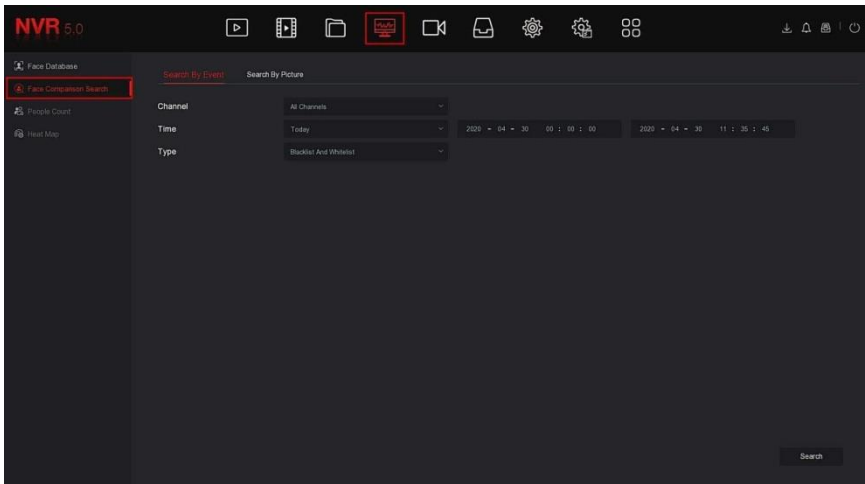 NVR 5.0
Face Database
Face Comparison Search
People Count
Heat Map
Search By Event
Search By Picture
Channel
All Channels
Time
Today
2020 - 04 - 30 00 : 00 : 00
2020 - 04 - 30 11 : 35 : 45
Type
Blacklist And Whitelist
Search